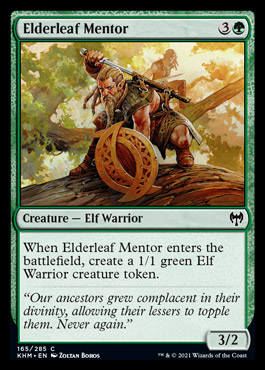 Elderleaf Mentor 3
Creature — Elf Warrior
When Elderleaf Mentor enters the
battlefield, create a 1/1 green Elf
Warrior creature token.
“Our ancestors grew complacent in their
divinity, allowing their lessers to topple
them. Never again.”
3/2
165/285 C
KHM • EN Zoltan Boros
™ & © 2021 Wizards of the Coast